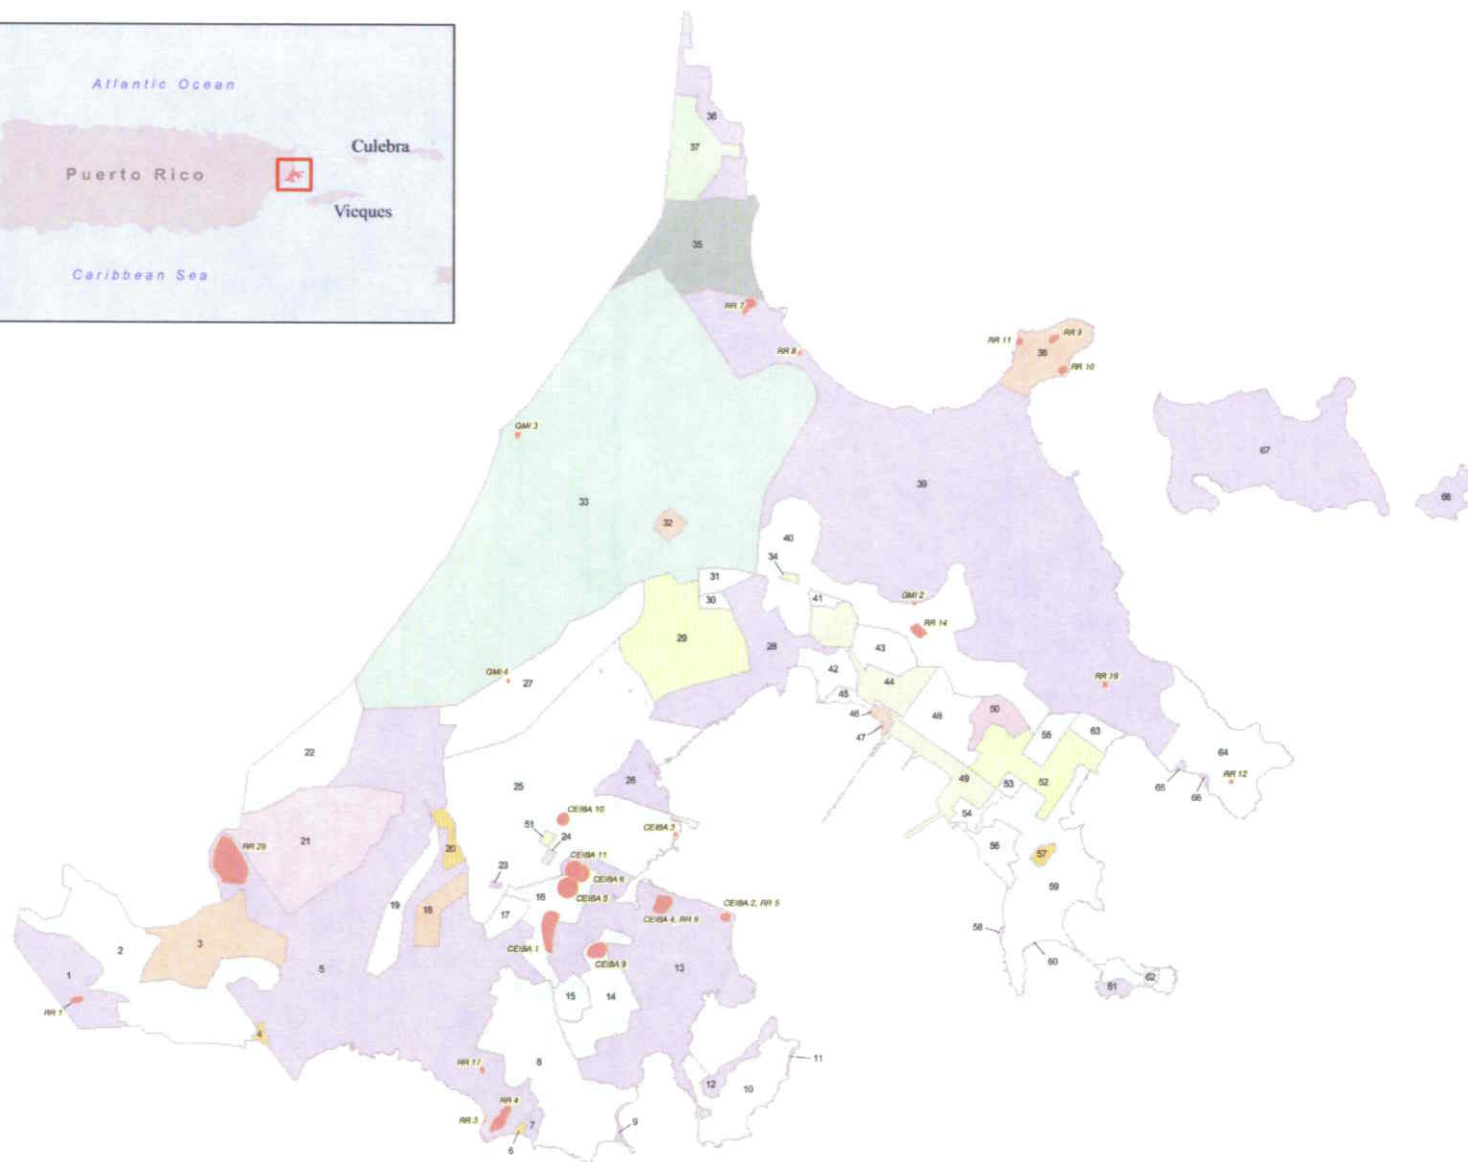 Atlantic Ocean
Culebra
Puerto Rico
Vieques
Caribbean Sea
36
37
35
RR 7
RR 8
RR 11
RR 9
38
RR 10
GMI 3
67
68
39
33
32
40
34
31
30
41
GMI 2
RR 14
29
28
43
42
GMI 4
27
44
45
RR 19
46
48
50
47
55
63
22
64
65
66
RR 12
25
26
49
53
52
54
CEIBA 10
51
24
CEIBA 3
21
20
RR 20
56
57
59
CEIBA 11
CEIBA 6
CEIBA 5
23
16
17
19
18
CEIBA 4, RR 6
CEIBA 2, RR 5
58
60
61
62
CEIBA 1
CEIBA 9
2
3
1
5
13
15
14
RR 1
4
8
RR 17
12
10
11
RR 4
RR 3
7
6
9